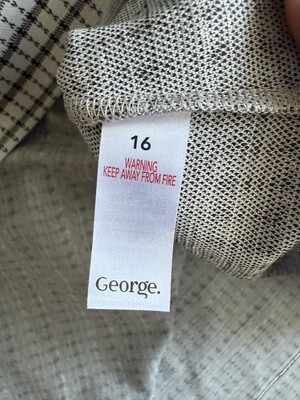 16
WARNING
KEEP AWAY FROM FIRE
George.